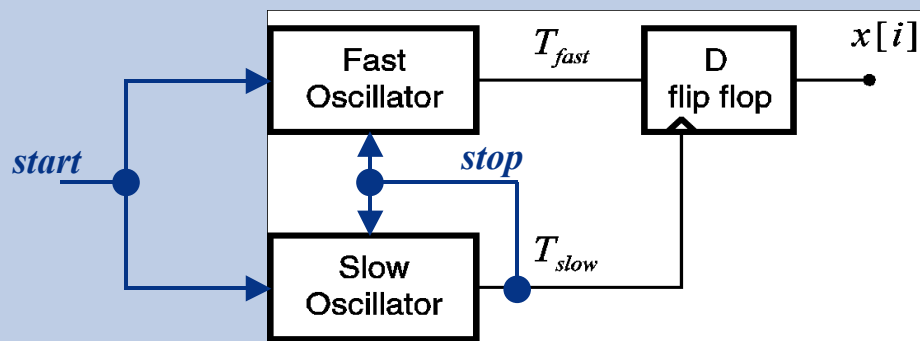 Fast
Oscillator
T_fast
D
flip flop
x[i]
start
stop
Slow
Oscillator
T_slow